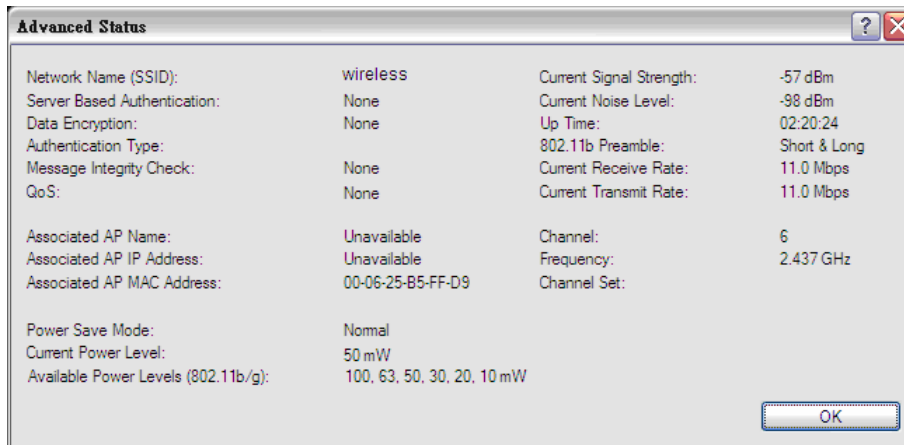 Advanced Status
Network Name (SSID): wireless Current Signal Strength: -57 dBm
Server Based Authentication: None Current Noise Level: -98 dBm
Data Encryption: None Up Time: 02:20:24
Authentication Type: 802.11b Preamble: Short & Long
Message Integrity Check: None Current Receive Rate: 11.0 Mbps
QoS: None Current Transmit Rate: 11.0 Mbps
Associated AP Name: Unavailable Channel: 6
Associated AP IP Address: Unavailable Frequency: 2.437 GHz
Associated AP MAC Address: 00-06-25-B5-FF-D9 Channel Set:
Power Save Mode: Normal
Current Power Level: 50 mW
Available Power Levels (802.11b/g): 100, 63, 50, 30, 20, 10 mW
OK